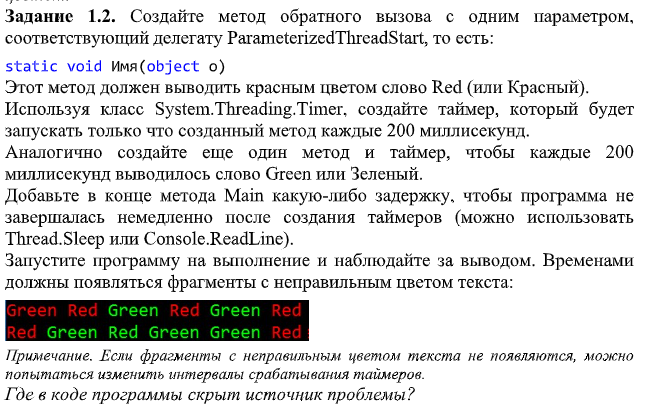 Задание 1.2. Создайте метод обратного вызова с одним параметром,
соответствующий делегату ParameterizedThreadStart, то есть:
static void Имя(object o)
Этот метод должен выводить красным цветом слово Red (или Красный).
Используя класс System.Threading.Timer, создайте таймер, который будет
запускать только что созданный метод каждые 200 миллисекунд.
Аналогично создайте еще один метод и таймер, чтобы каждые 200
миллисекунд выводилось слово Green или Зеленый.
Добавьте в конце метода Main какую-либо задержку, чтобы программа не
завершалась немедленно после создания таймеров (можно использовать
Thread.Sleep или Console.ReadLine).
Запустите программу на выполнение и наблюдайте за выводом. Временами
должны появляться фрагменты с неправильным цветом текста:
Green Red Green Red Green Red
Red Green Red Green Green Red
Примечание. Если фрагменты с неправильным цветом текста не появляются, можно
попытаться изменить интервалы срабатывания таймеров.
Где в коде программы скрыт источник проблемы?